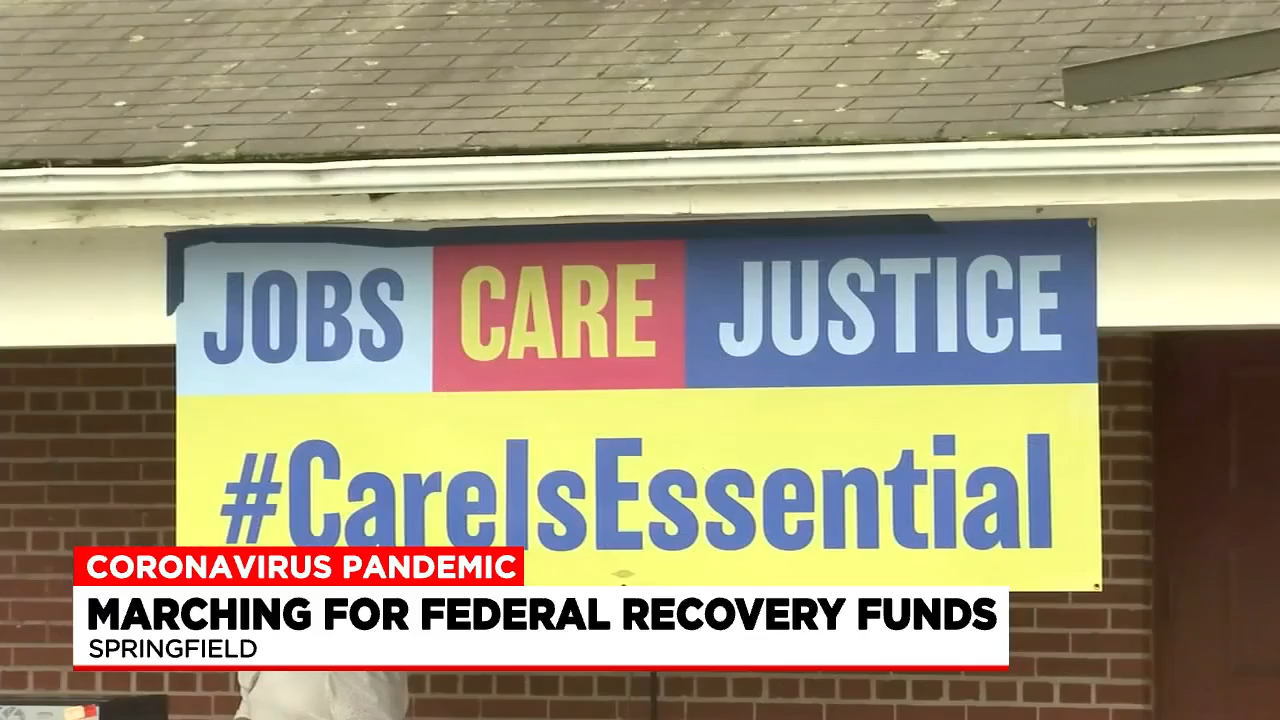 JOBS CARE JUSTICE
#CareIsEssential
CORONAVIRUS PANDEMIC
MARCHING FOR FEDERAL RECOVERY FUNDS
SPRINGFIELD